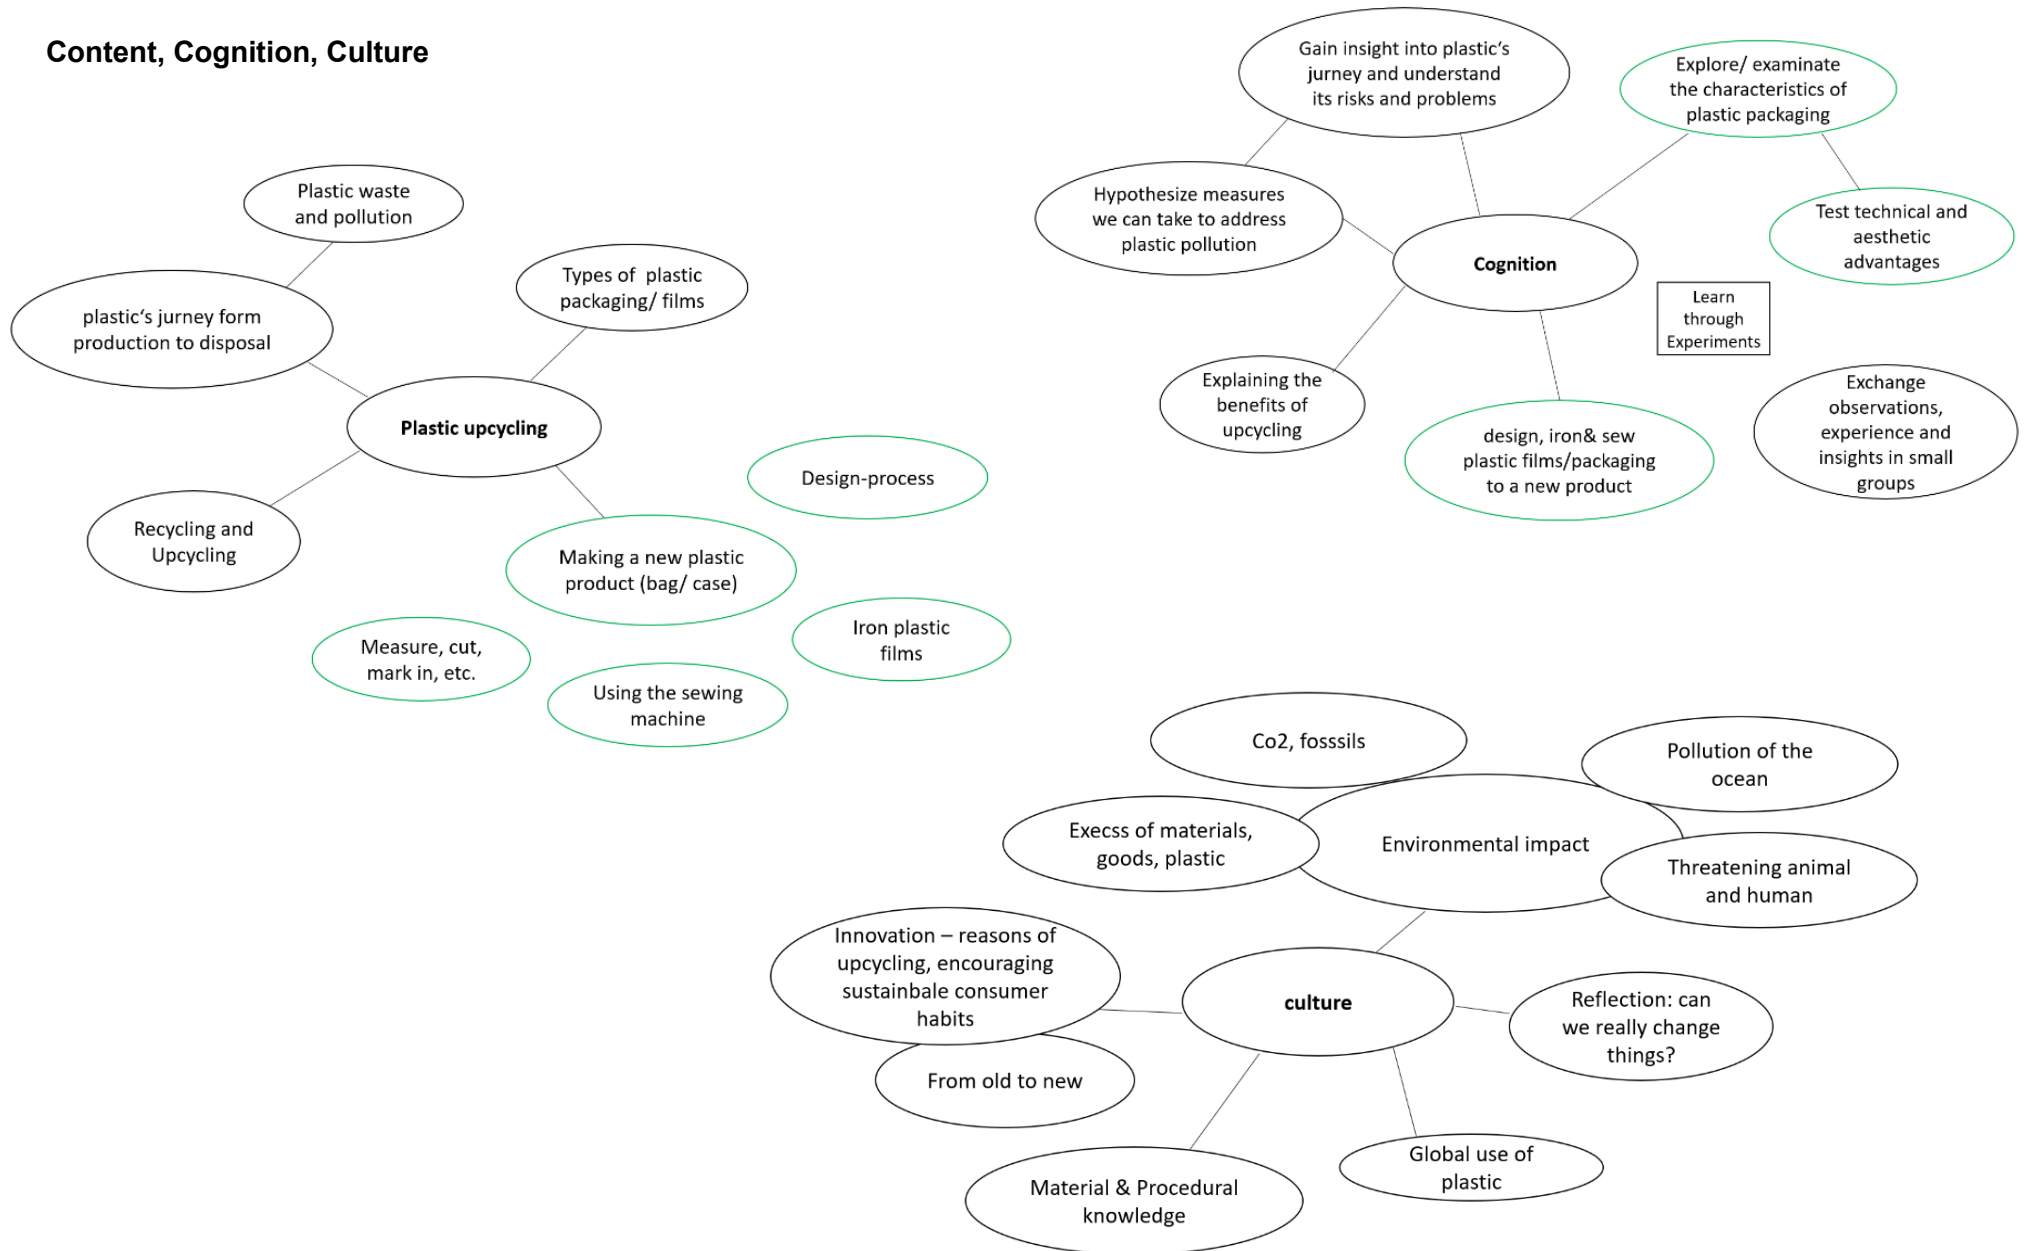 Content, Cognition, Culture
Plastic waste
and pollution
Types of  plastic
packaging/ films
plastic‘s jurney form
production to disposal
Plastic upcycling
Recycling and
Upcycling
Design-process
Making a new plastic
product (bag/ case)
Iron plastic
films
Measure, cut,
mark in, etc.
Using the sewing
machine
Gain insight into plastic‘s
jurney and understand
its risks and problems
Explore/ examinate
the characteristics of
plastic packaging
Hypothesize measures
we can take to address
plastic pollution
Test technical and
aesthetic
advantages
Cognition
Learn
through
Experiments
Explaining the
benefits of
upcycling
design, iron& sew
plastic films/packaging
to a new product
Exchange
observations,
experience and
insights in small
groups
Co2, fosssils
Pollution of the
ocean
Execss of materials,
goods, plastic
Environmental impact
Threatening animal
and human
Innovation – reasons of
upcycling, encouraging
sustainbale consumer
habits
culture
Reflection: can
we really change
things?
From old to new
Material & Procedural
knowledge
Global use of
plastic